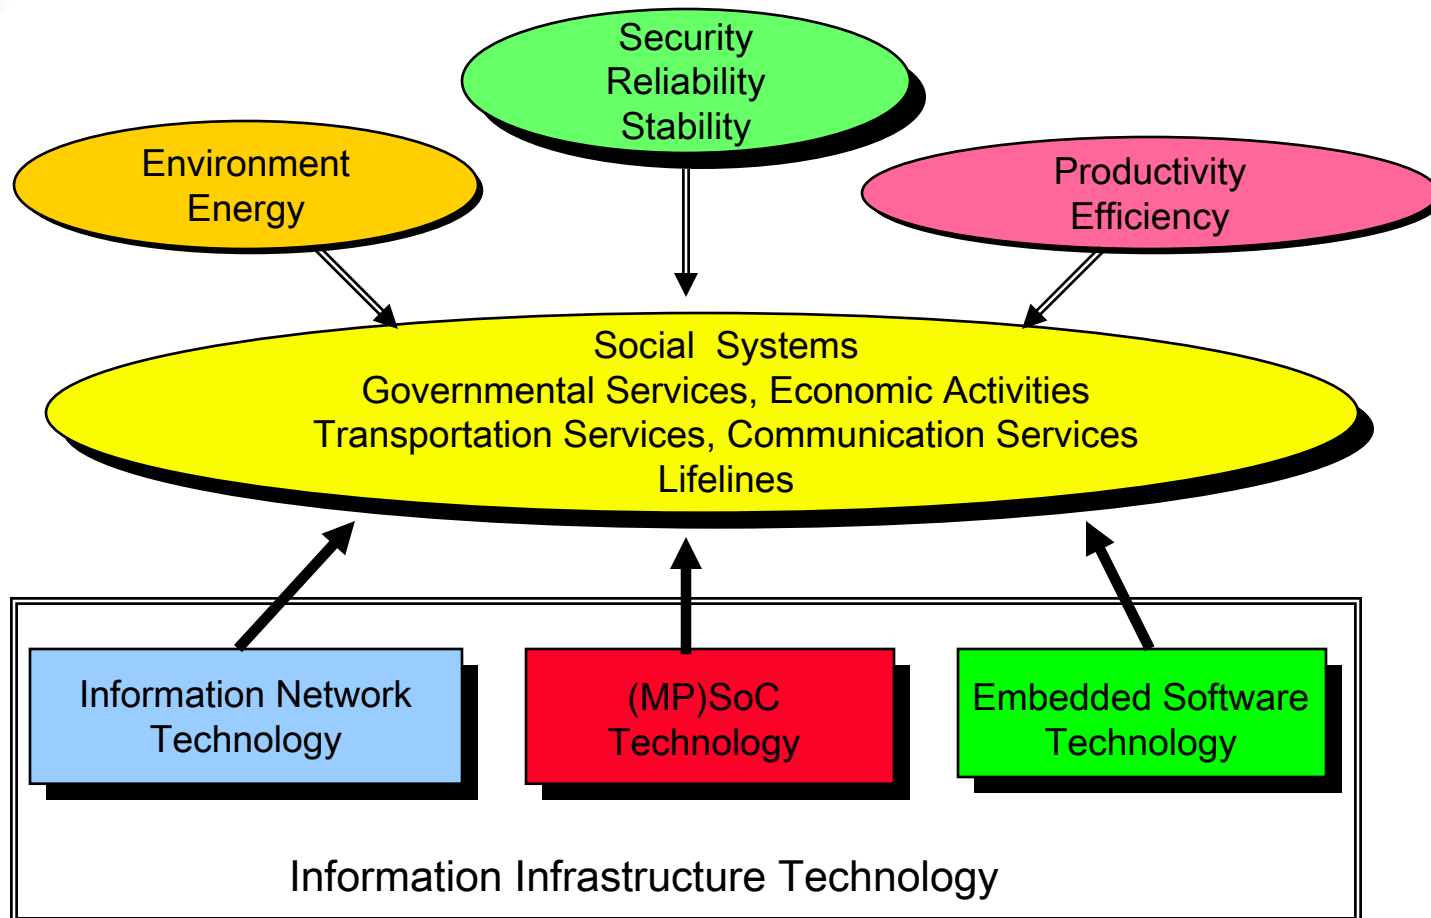 Security
Reliability
Stability
Environment
Energy
Productivity
Efficiency
Social Systems
Governmental Services, Economic Activities
Transportation Services, Communication Services
Lifelines
Information Network
Technology
(MP)SoC
Technology
Embedded Software
Technology
Information Infrastructure Technology